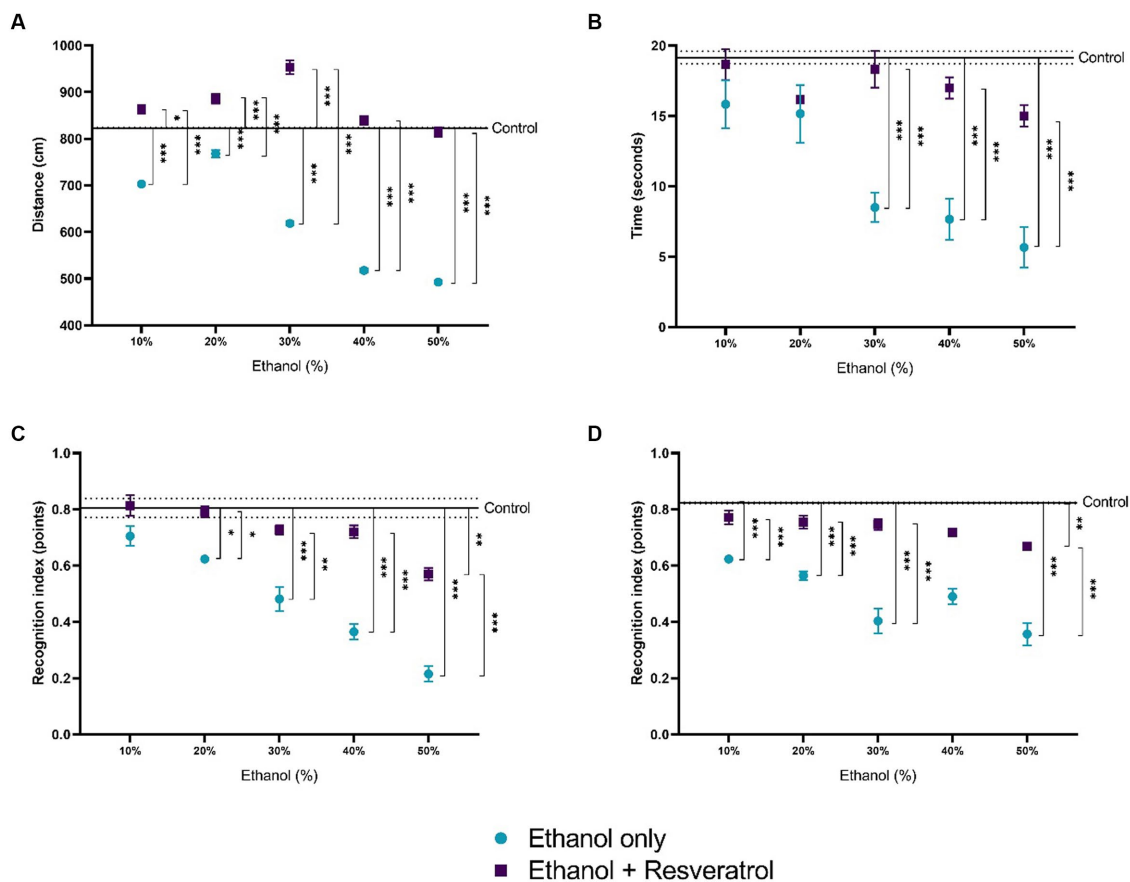 A
Distance (cm)
1000
900
800
700
600
500
400
10% 20% 30% 40% 50%
Ethanol (%)
Control
* *** *** *** *** *** *** *** *** *** *** *** *** ***
B
Time (seconds)
20
15
10
5
0
10% 20% 30% 40% 50%
Ethanol (%)
Control
*** *** *** *** *** ***
C
Recognition index (points)
1.0
0.8
0.6
0.4
0.2
0.0
10% 20% 30% 40% 50%
Ethanol (%)
Control
* * *** ** *** *** *** ** ***
D
Recognition index (points)
1.0
0.8
0.6
0.4
0.2
0.0
10% 20% 30% 40% 50%
Ethanol (%)
Control
*** *** *** *** *** *** *** ** ***
Ethanol only
Ethanol + Resveratrol